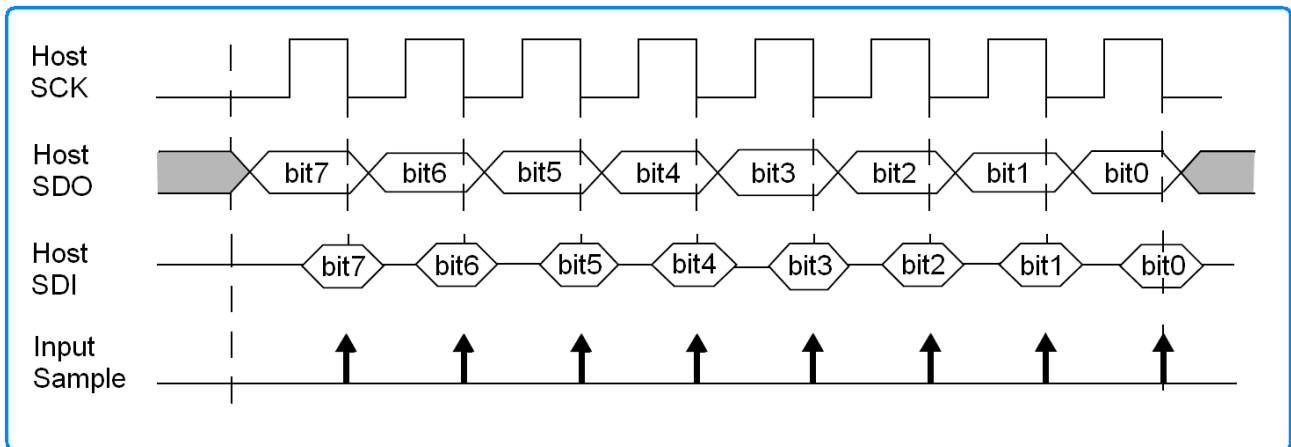 Host
SCK
Host
SDO
bit7 bit6 bit5 bit4 bit3 bit2 bit1 bit0
Host
SDI
bit7 bit6 bit5 bit4 bit3 bit2 bit1 bit0
Input
Sample